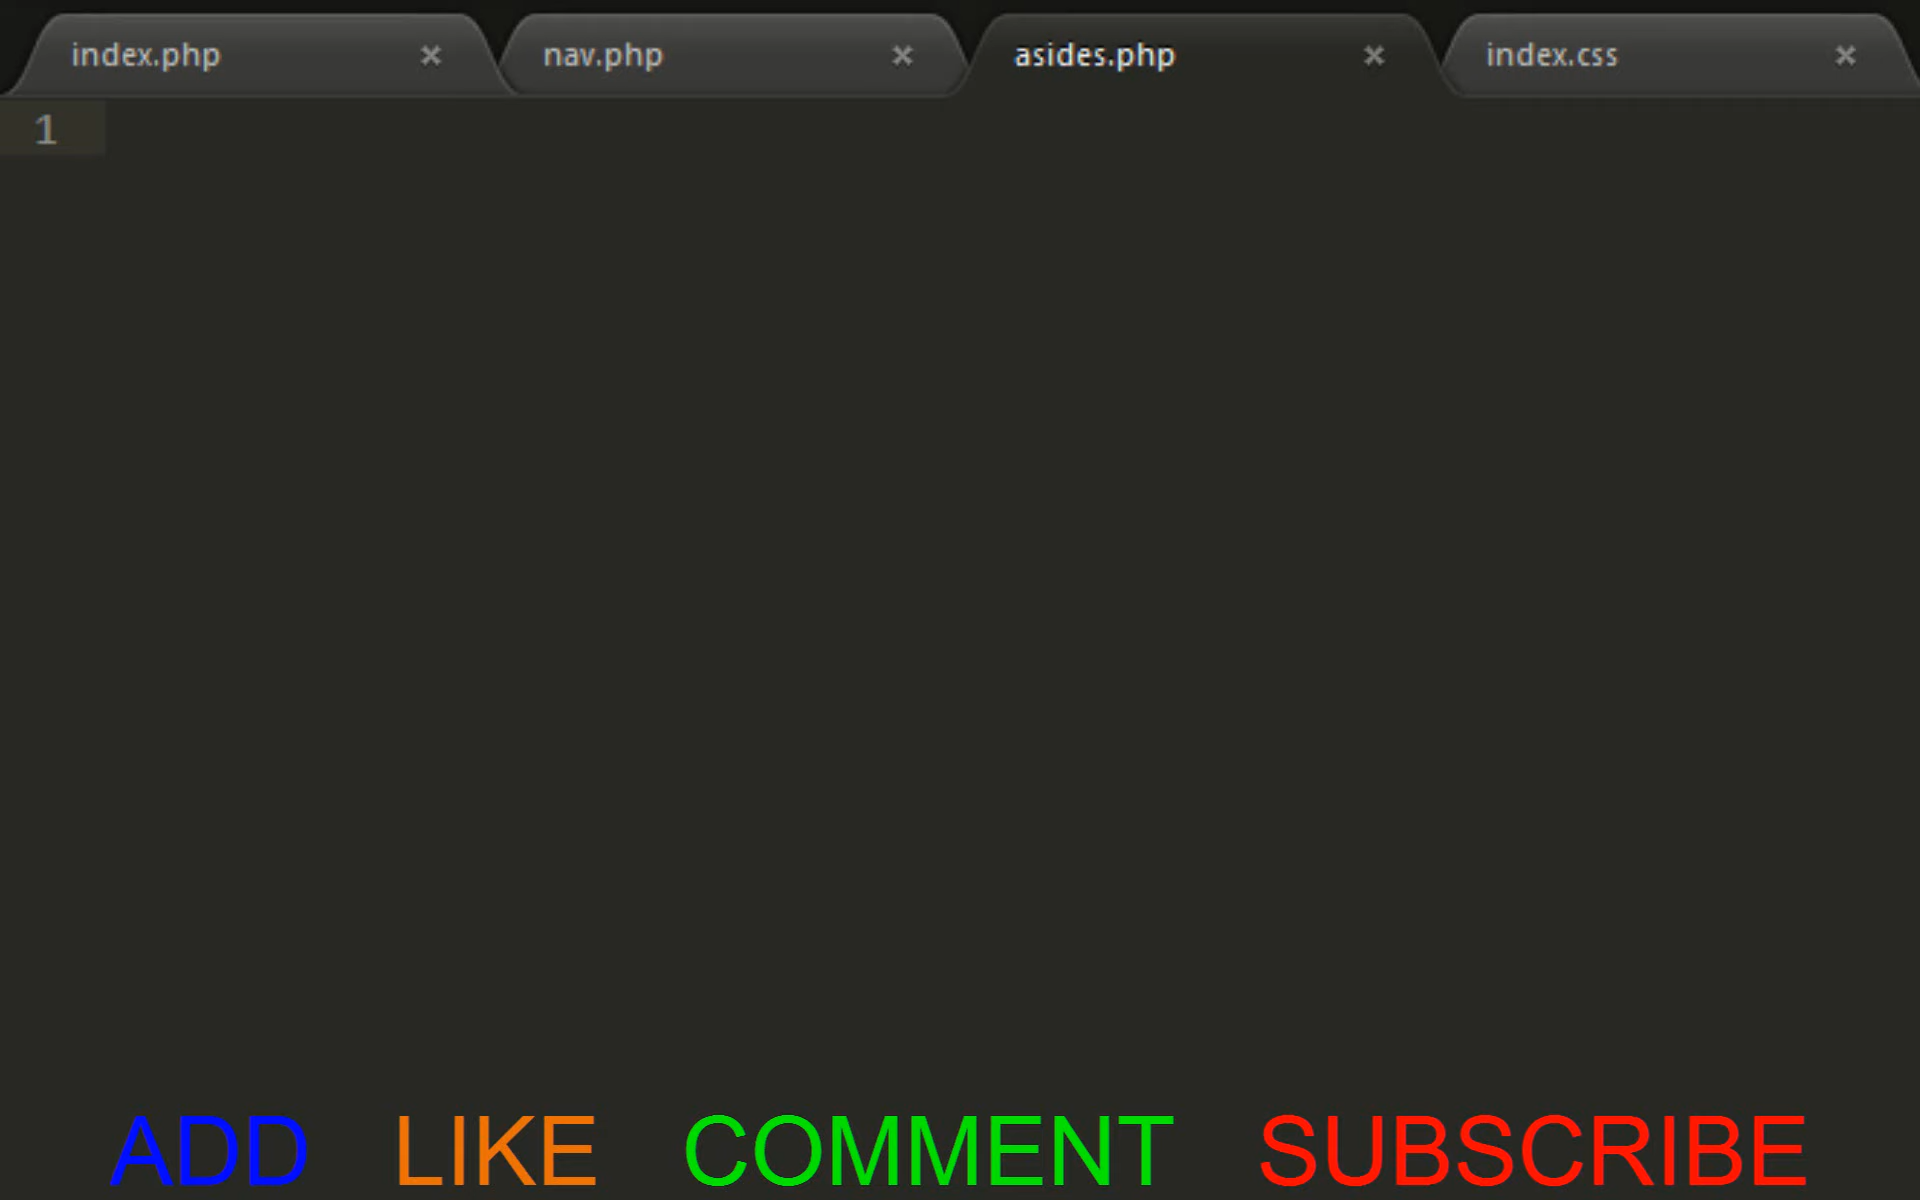 index.php × nav.php × asides.php × index.css ×
1
ADD LIKE COMMENT SUBSCRIBE